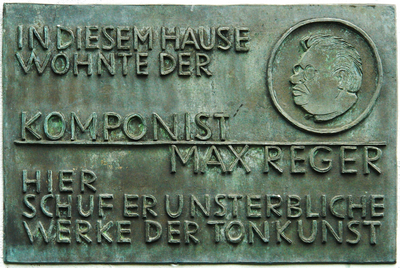 IN DIESEM HAUSE
WOHNTE DER
KOMPONIST
MAX REGER
HIER
SCHUF ER UNSTERBLICHE
WERKE DER TONKUNST